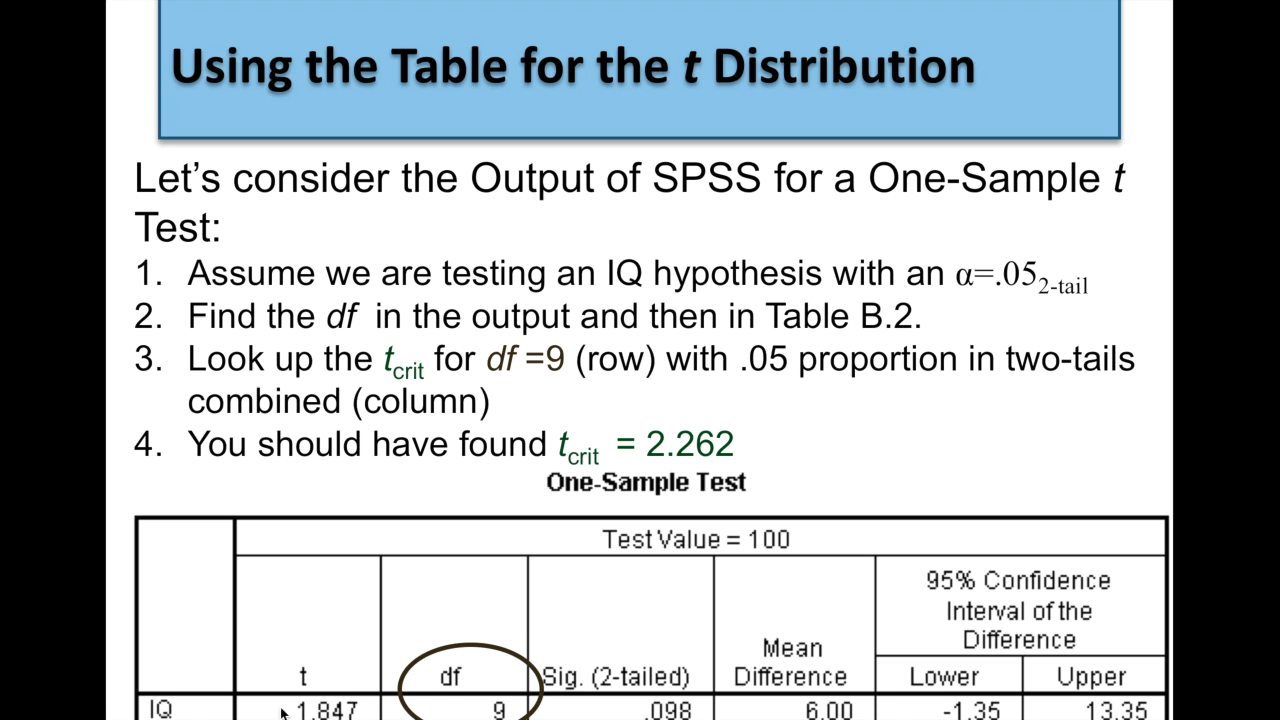 Using the Table for the t Distribution
Let's consider the Output of SPSS for a One-Sample t
Test:
1. Assume we are testing an IQ hypothesis with an α=.05 2-tail
2. Find the df in the output and then in Table B.2.
3. Look up the tcrit for df =9 (row) with .05 proportion in two-tails
combined (column)
4. You should have found tcrit = 2.262
One-Sample Test
Test Value = 100
95% Confidence
Interval of the
Difference
Mean
t df Sig. (2-tailed) Difference Lower Upper
IQ 1.847 9 .098 6.00 -1.35 13.35